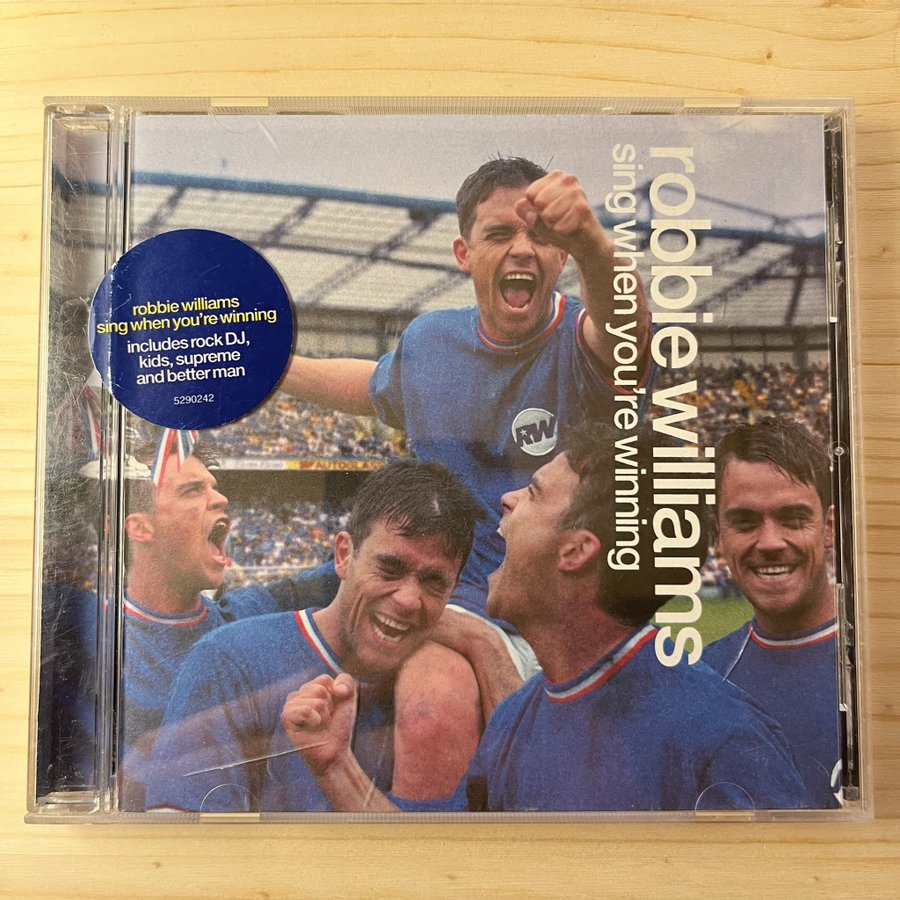 robbie williams
sing when you're winning
robbie williams
sing when you're winning
includes rock DJ,
kids, supreme
and better man
5290242
RW